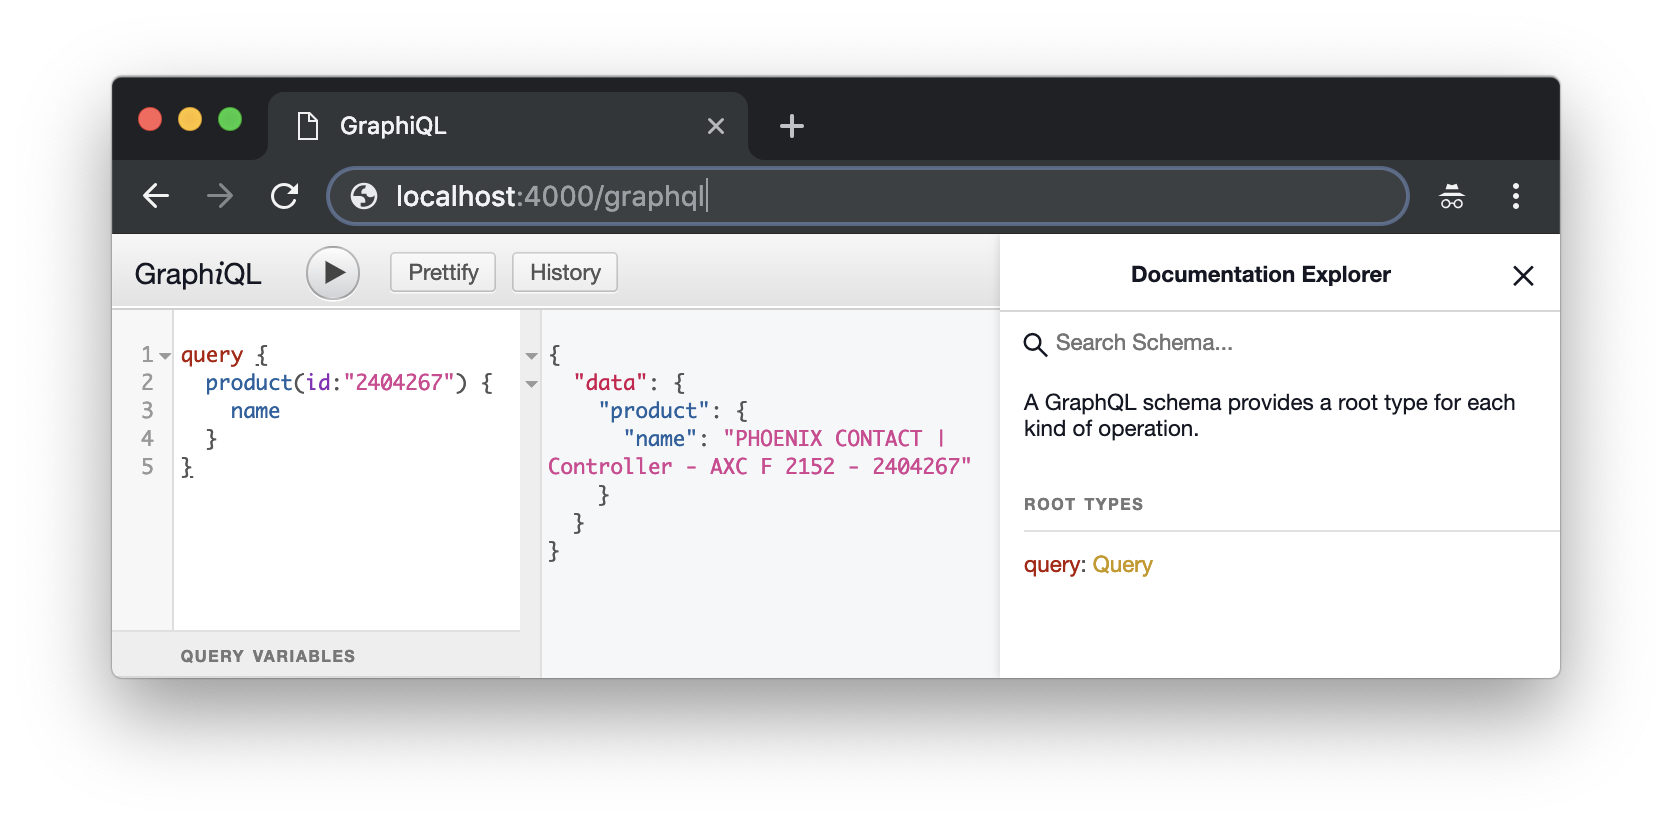 GraphiQL
localhost:4000/graphql
GraphiQL
Prettify
History
1 query {
2   product(id:"2404267") {
3     name
4   }
5 }
QUERY VARIABLES
{
  "data": {
    "product": {
      "name": "PHOENIX CONTACT |
Controller - AXC F 2152 - 2404267"
    }
  }
}
Documentation Explorer
Search Schema...
A GraphQL schema provides a root type for each
kind of operation.
ROOT TYPES
query: Query